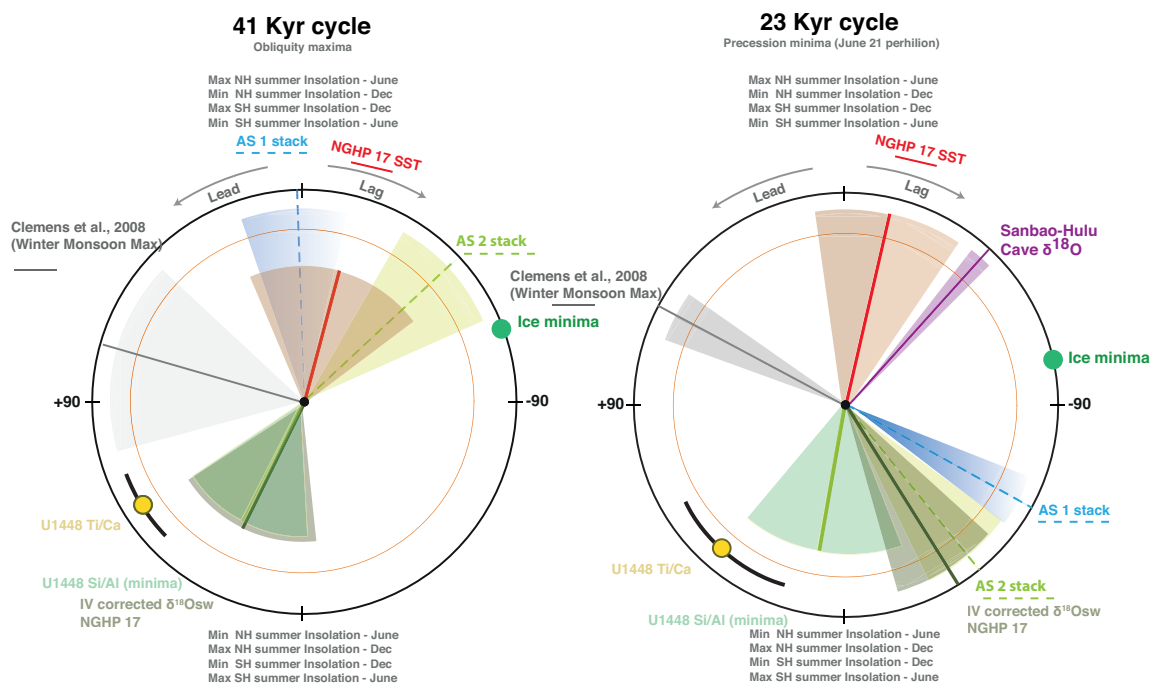 41 Kyr cycle
Obliquity maxima
Max NH summer Insolation - June
Min NH summer Insolation - Dec
Max SH summer Insolation - Dec
Min SH summer Insolation - June
AS 1 stack
NGHP 17 SST
Lead
Lag
Clemens et al., 2008
(Winter Monsoon Max)
AS 2 stack
Ice minima
+90
-90
U1448 Ti/Ca
U1448 Si/Al (minima)
IV corrected δ¹⁸Osw
NGHP 17
Min NH summer Insolation - June
Max NH summer Insolation - Dec
Min SH summer Insolation - Dec
Max SH summer Insolation - June
23 Kyr cycle
Precession minima (June 21 perhilion)
Max NH summer Insolation - June
Min NH summer Insolation - Dec
Max SH summer Insolation - Dec
Min SH summer Insolation - June
NGHP 17 SST
Lead
Lag
Sanbao-Hulu
Cave δ¹⁸O
Clemens et al., 2008
(Winter Monsoon Max)
Ice minima
+90
-90
AS 1 stack
U1448 Ti/Ca
AS 2 stack
IV corrected δ¹⁸Osw
NGHP 17
U1448 Si/Al (minima)
Min NH summer Insolation - June
Max NH summer Insolation - Dec
Min SH summer Insolation - Dec
Max SH summer Insolation - June